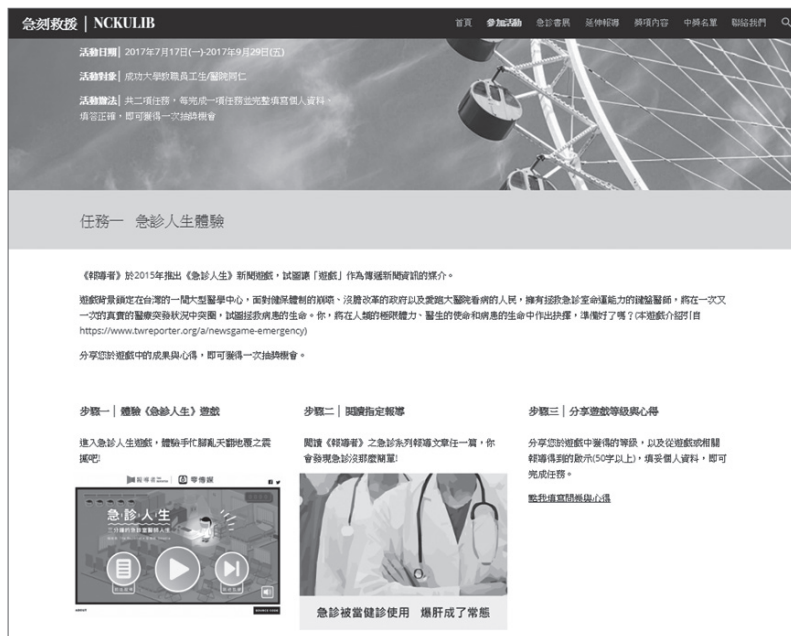 急刻救援 | NCKULIB
首頁 參加活動 急診書展 延伸報導 獎項內容 中獎名單 聯絡我們
活動日期| 2017年7月17日(一)-2017年9月29日(五)
活動對象| 成功大學教職員工生/醫院同仁
活動辦法| 共二項任務，每完成一項任務並完整填寫個人資料，
填答正確，即可獲得一次抽獎機會
任務一 急診人生體驗
《報導者》於2015年推出《急診人生》新聞遊戲，試圖讓「遊戲」作為傳遞新聞資訊的媒介。
遊戲背景鎖定在台灣的一間大型醫學中心，面對健保體制的崩壞、沒膽改革的政府以及愛跑大醫院看病的人民，擁有拯救急診室命運能力的鍵盤醫師，將在一次又
一次的真實的醫療突發狀況中突圍，試圖拯救病患的生命。你，將在人類的極限體力、醫生的使命和病患的生命中作出抉擇，準備好了嗎？(本遊戲介紹引自
https://www.twreporter.org/a/newsgame-emergency)
分享您於遊戲中的成果與心得，即可獲得一次抽獎機會。
步驟一 | 體驗《急診人生》遊戲
進入急診人生遊戲，體驗手忙腳亂天翻地覆之震
撼吧!
報導者 | 零傳媒
急診人生
三分鐘的急診室醫師人生
ABOUT
SOURCE CODE
步驟二 | 閱讀指定報導
閱讀《報導者》之急診系列報導文章任一篇，你
會發現急診沒那麼簡單!
急診被當健診使用 爆肝成了常態
步驟三 | 分享遊戲等級與心得
分享您於遊戲中獲得的等級，以及從遊戲或相關
報導得到的啟示(50字以上)，填妥個人資料，即可
完成任務。
點我填寫問卷與心得